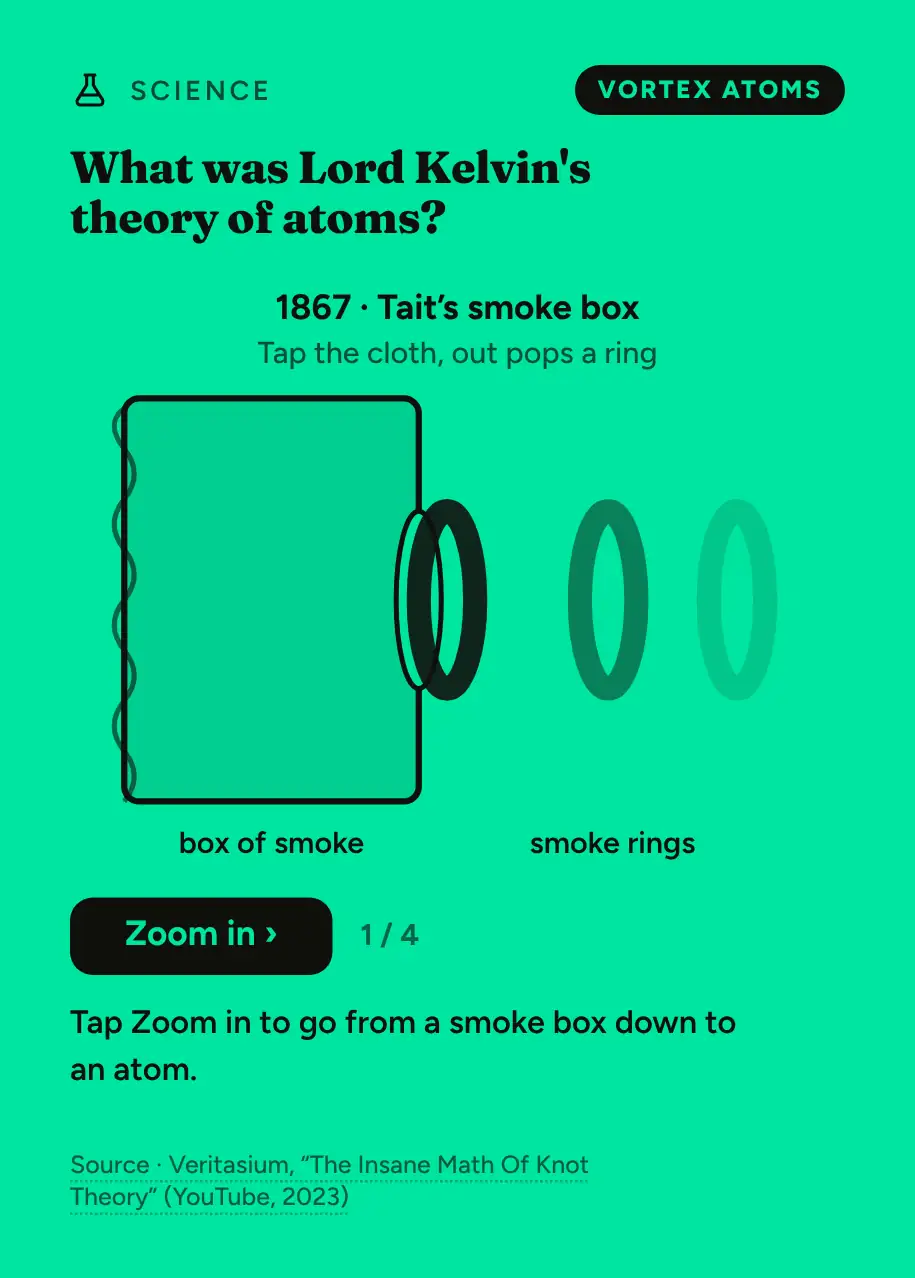 SCIENCE
VORTEX ATOMS
What was Lord Kelvin's
theory of atoms?
1867 · Tait’s smoke box
Tap the cloth, out pops a ring
box of smoke
smoke rings
Zoom in ›
1 / 4
Tap Zoom in to go from a smoke box down to
an atom.
Source · Veritasium, “The Insane Math Of Knot
Theory” (YouTube, 2023)